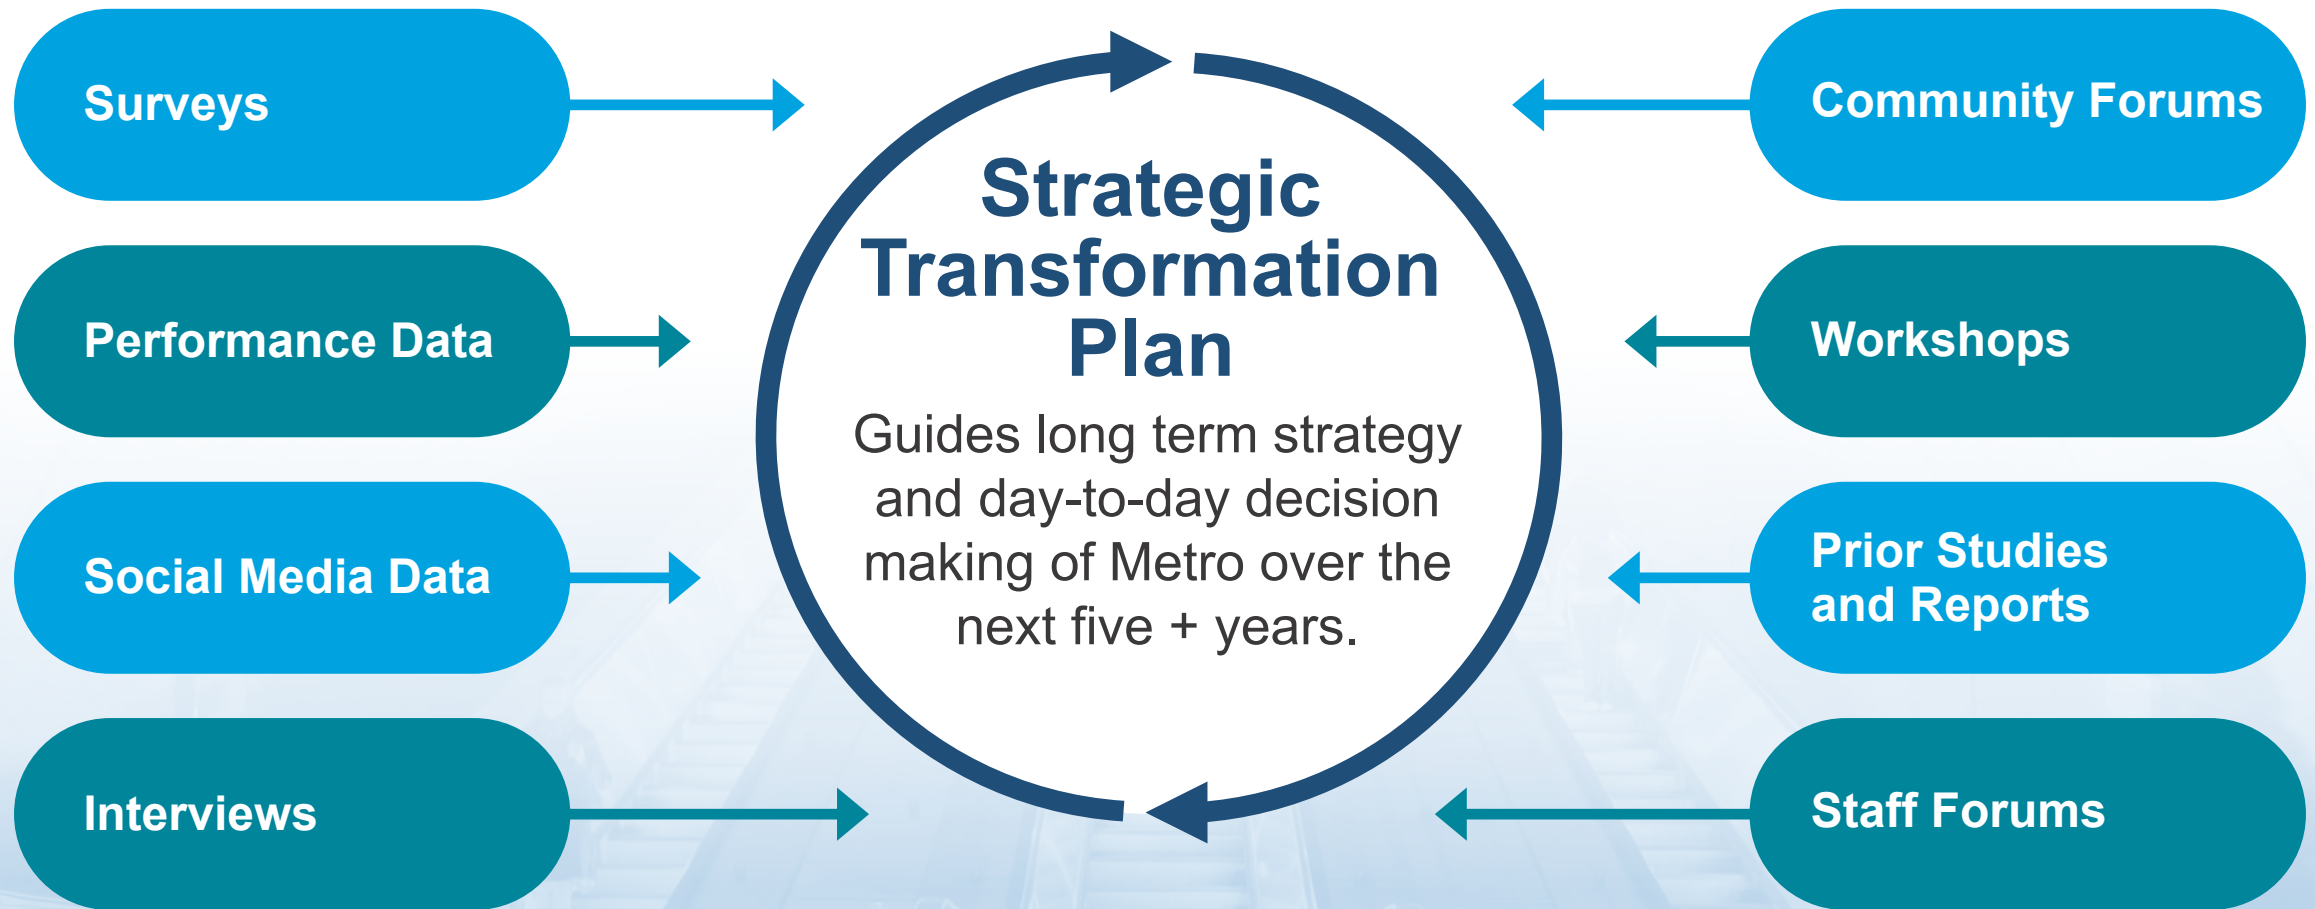 Surveys
Performance Data
Social Media Data
Interviews
Strategic
Transformation
Plan
Guides long term strategy
and day-to-day decision
making of Metro over the
next five + years.
Community Forums
Workshops
Prior Studies
and Reports
Staff Forums